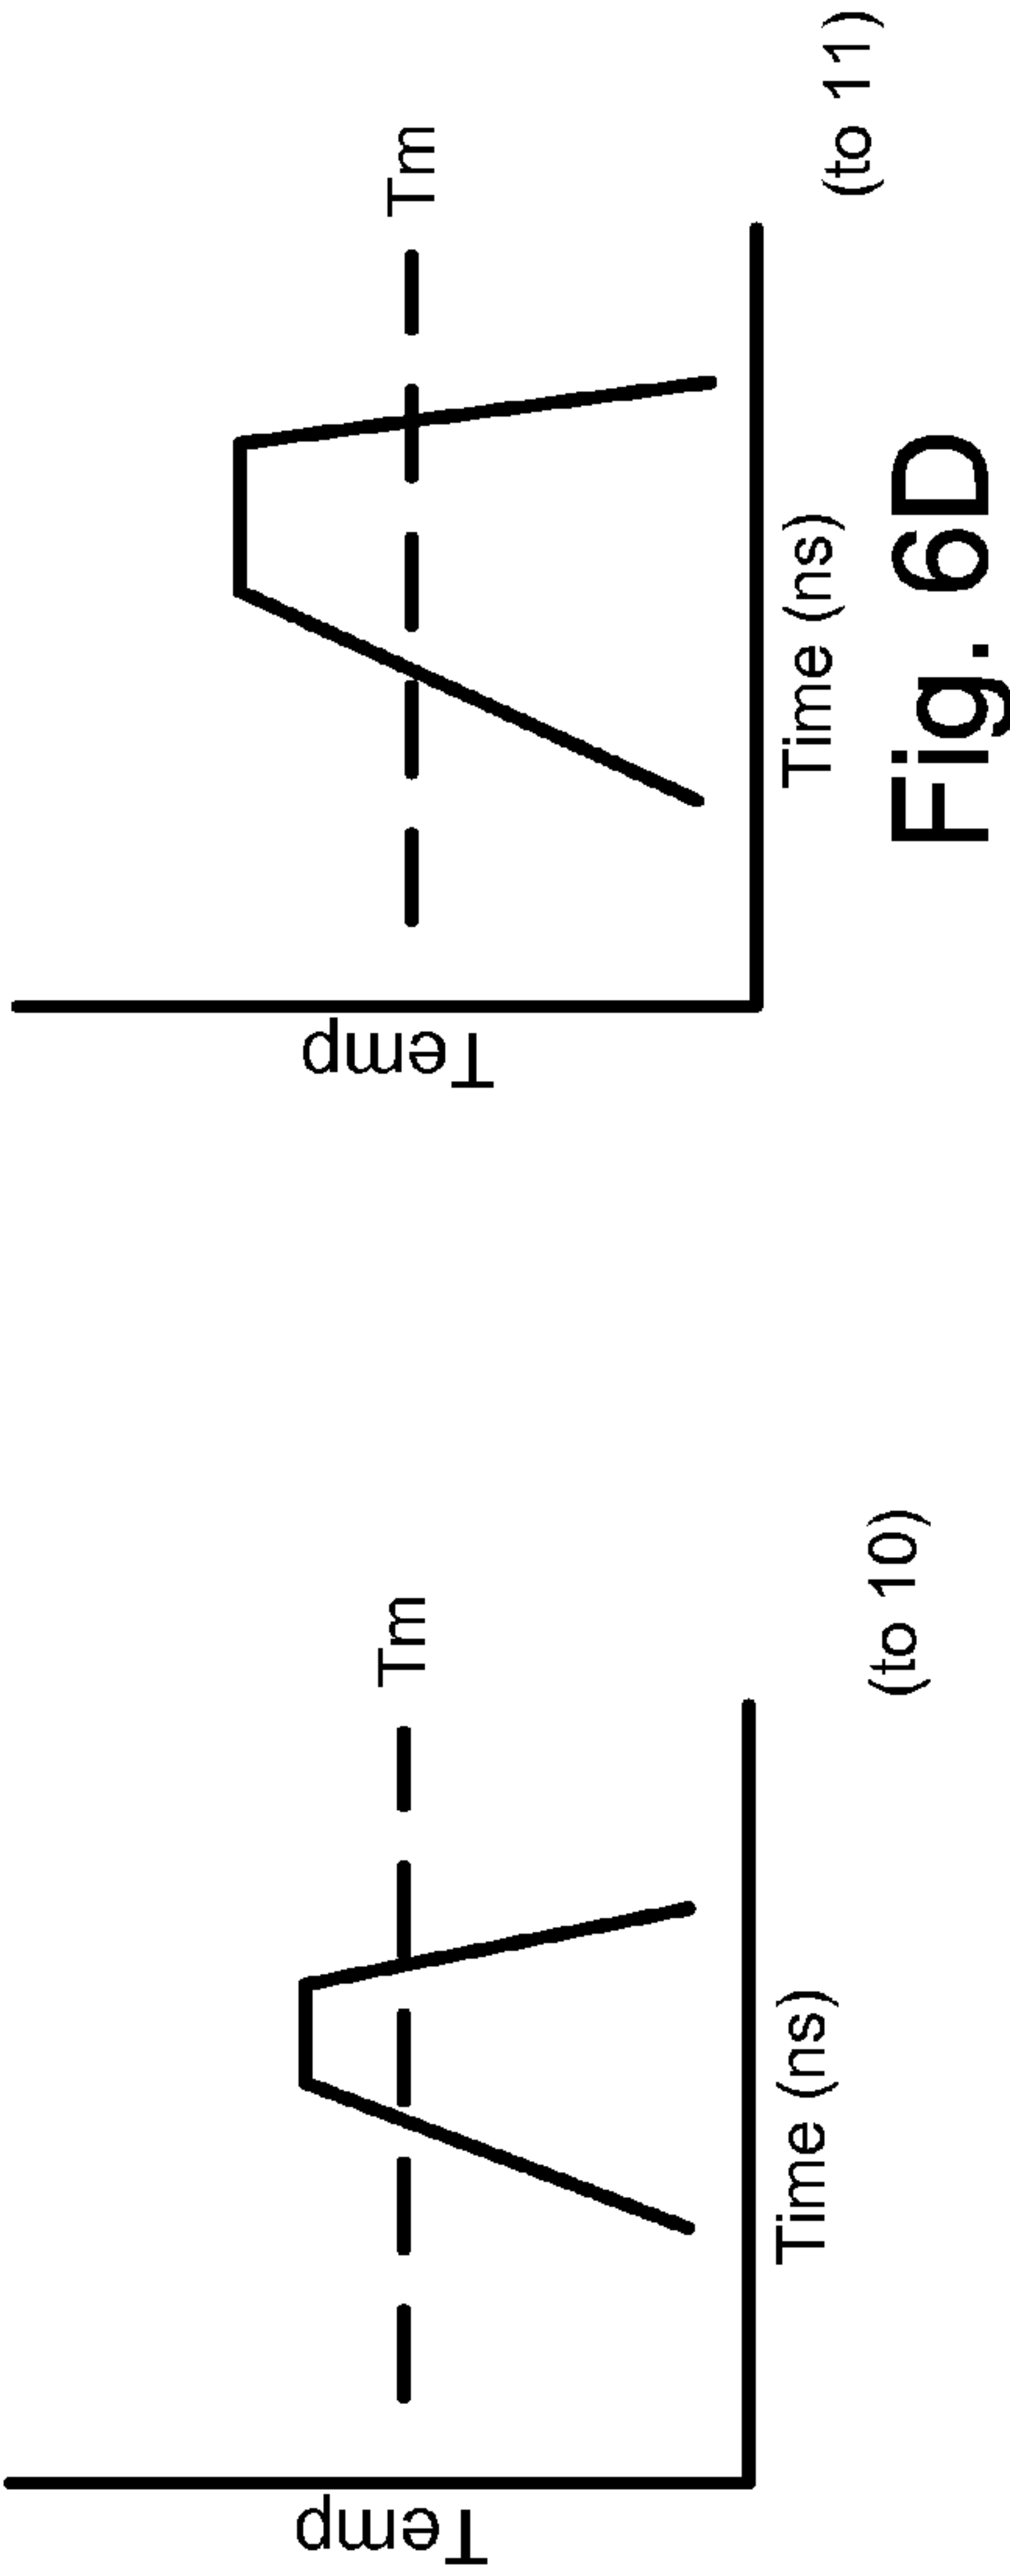 Temp
Tm
Time (ns)
(to 10)
Temp
Tm
Time (ns)
(to 11)
Fig. 6D